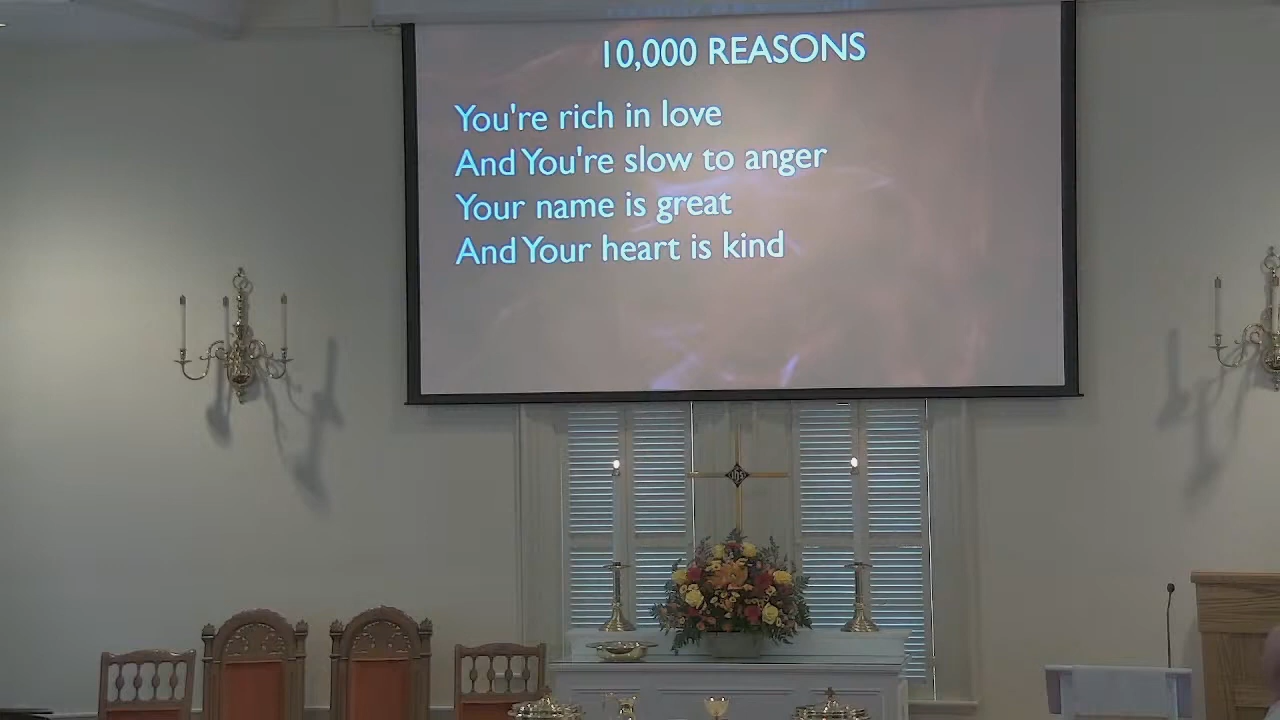 10,000 REASONS
You're rich in love
And You're slow to anger
Your name is great
And Your heart is kind
IHS